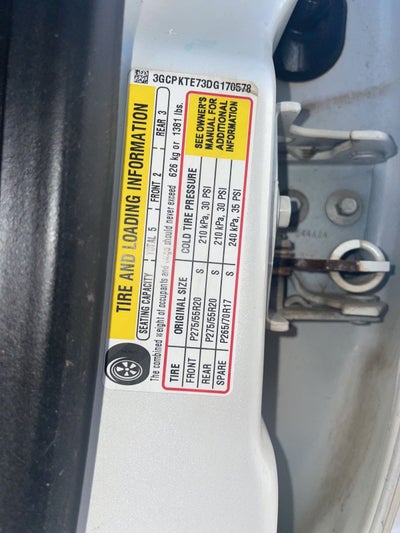 3GCPKTE73DG170578
TIRE AND LOADING INFORMATION
SEATING CAPACITY TOTAL 5 FRONT 2 REAR 3
The combined weight of occupants and cargo should never exceed 626 kg or 1381 lbs.
TIRE ORIGINAL SIZE COLD TIRE PRESSURE
FRONT P275/55R20 S 210 kPa, 30 PSI
REAR P275/55R20 S 210 kPa, 30 PSI
SPARE P265/70R17 S 240 kPa, 35 PSI
SEE OWNER'S
MANUAL FOR
ADDITIONAL
INFORMATION